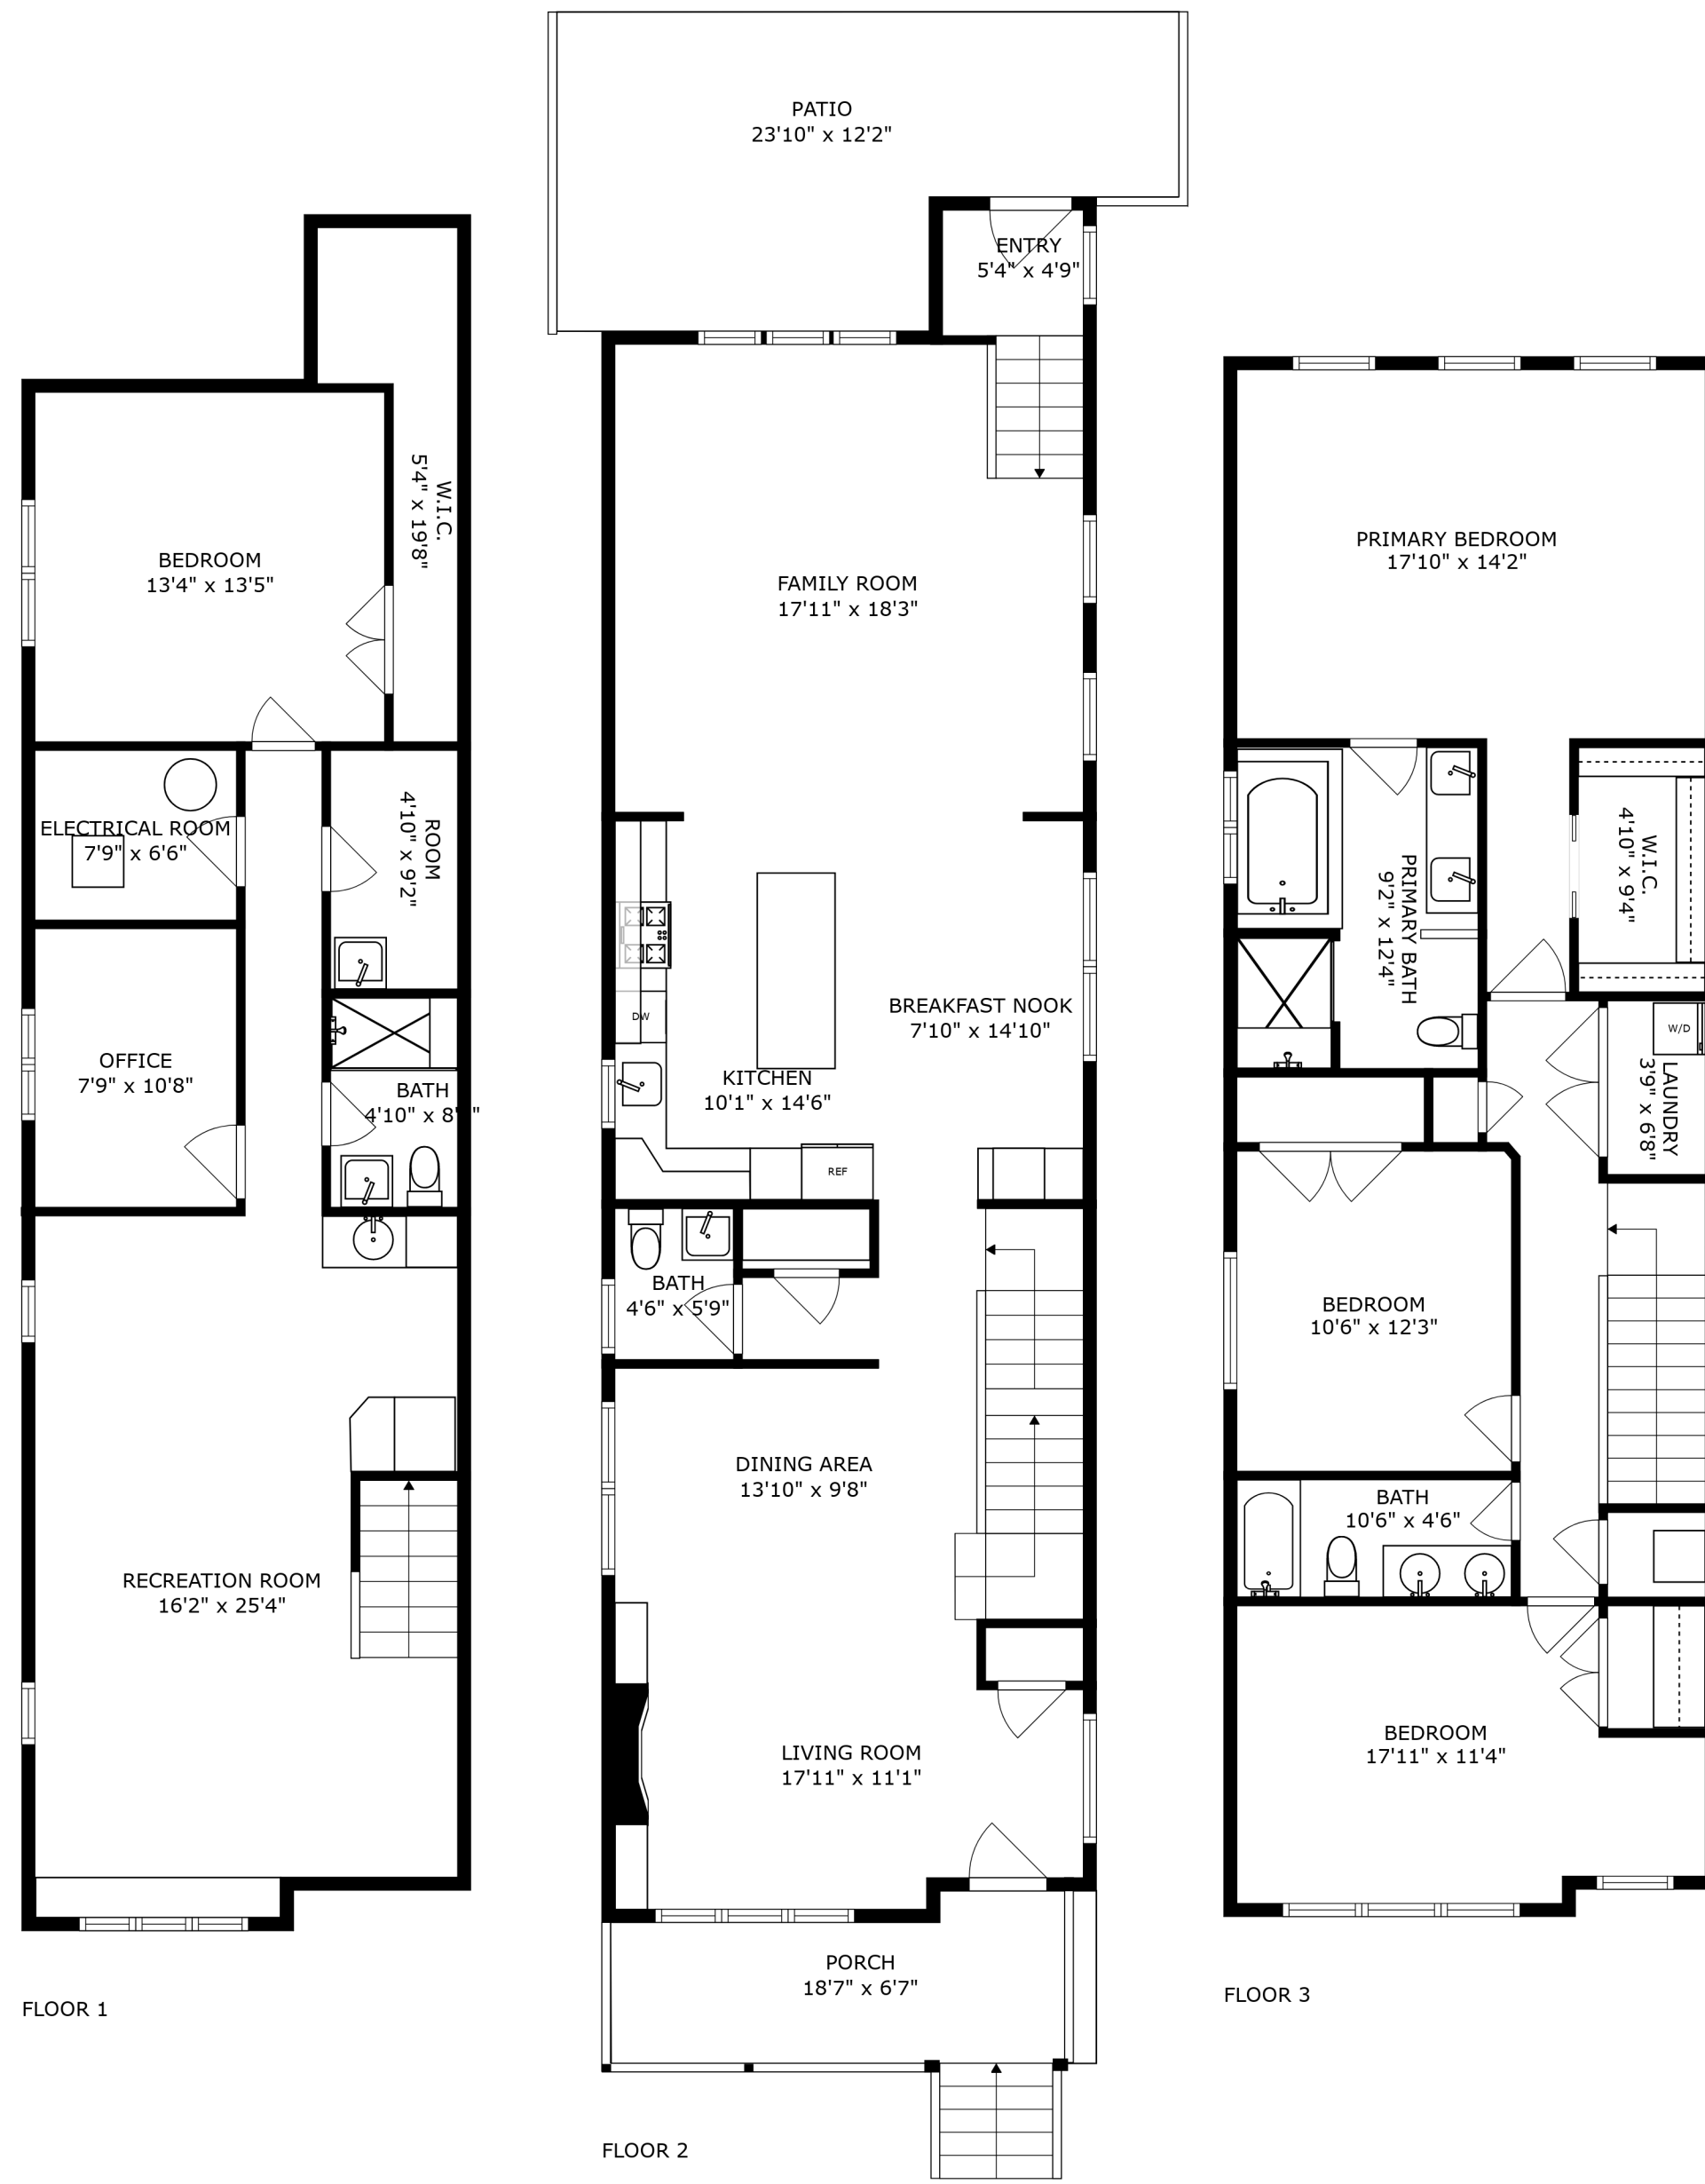 BEDROOM
13'4" x 13'5"
W.I.C.
5'4" x 19'8"
ELECTRICAL ROOM
7'9" x 6'6"
ROOM
4'10" x 9'2"
OFFICE
7'9" x 10'8"
BATH
4'10"
RECREATION ROOM
16'2" x 25'4"
FLOOR 1
PATIO
23'10" x 12'2"
ENTRY
5'4" x 4'9"
FAMILY ROOM
17'11" x 18'3"
BREAKFAST NOOK
7'10" x 14'10"
DW
KITCHEN
10'1" x 14'6"
REF
BATH
4'6" x 5'9"
DINING AREA
13'10" x 9'8"
LIVING ROOM
17'11" x 11'1"
PORCH
18'7" x 6'7"
FLOOR 2
PRIMARY BEDROOM
17'10" x 14'2"
PRIMARY BATH
9'2" x 12'4"
W.I.C.
4'10" x 9'4"
W/D
LAUNDRY
3'9" x 6'8"
BEDROOM
10'6" x 12'3"
BATH
10'6" x 4'6"
BEDROOM
17'11" x 11'4"
FLOOR 3